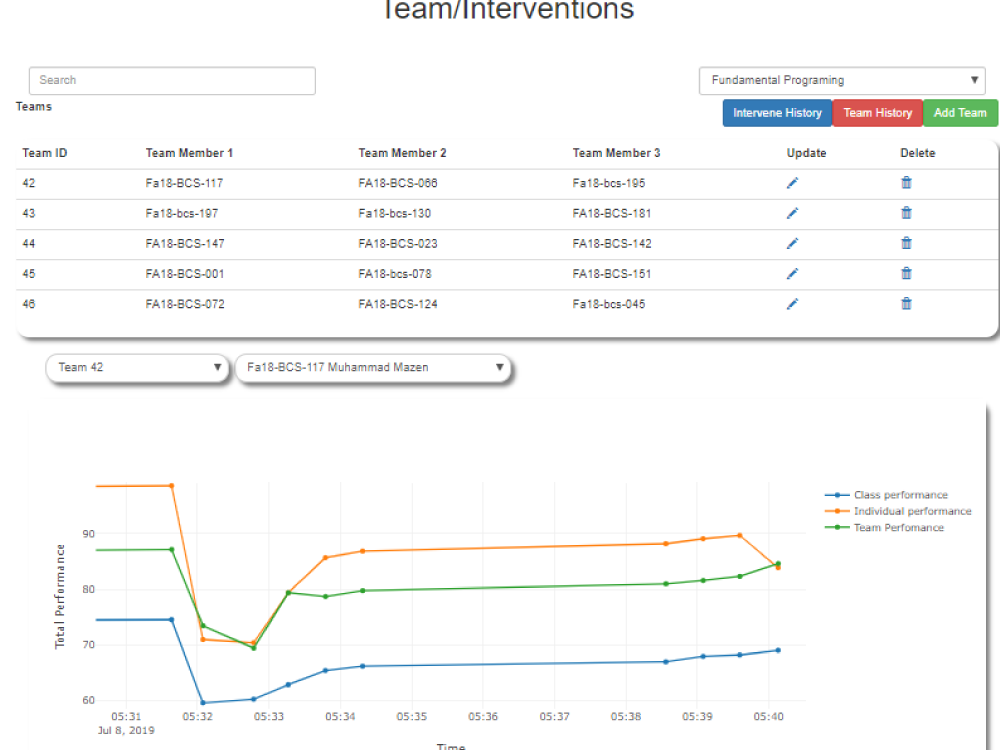 Team/Interventions
Search
Fundamental Programing
Teams
Intervene History Team History Add Team
Team ID Team Member 1 Team Member 2 Team Member 3 Update Delete
42 Fa18-BCS-117 FA18-BCS-066 Fa18-bcs-195
43 Fa18-bcs-197 Fa18-bcs-130 FA18-BCS-181
44 FA18-BCS-147 FA18-BCS-023 FA18-BCS-142
45 FA18-BCS-001 FA18-bcs-078 FA18-BCS-151
46 FA18-BCS-072 FA18-BCS-124 Fa18-bcs-045
Team 42 Fa18-BCS-117 Muhammad Mazen
Class performance
Individual performance
Team Perfomance
Total Performance
90
80
70
60
05:31 05:32 05:33 05:34 05:35 05:36 05:37 05:38 05:39 05:40
Jul 8, 2019
Time